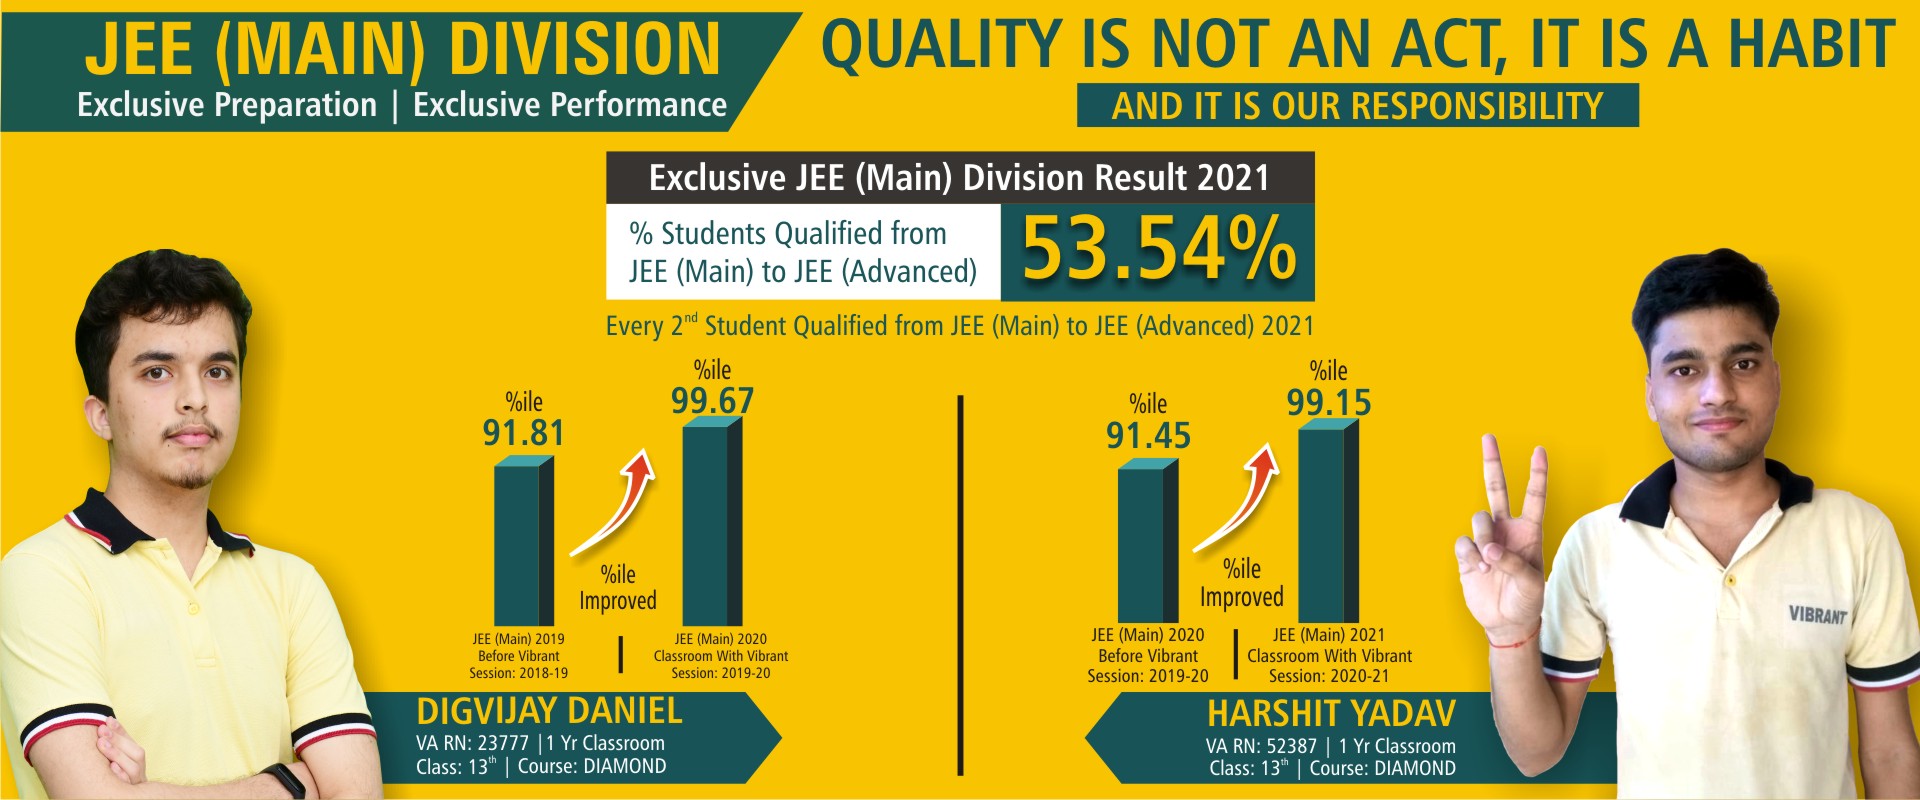 JEE (MAIN) DIVISION
Exclusive Preparation | Exclusive Performance
QUALITY IS NOT AN ACT, IT IS A HABIT
AND IT IS OUR RESPONSIBILITY
Exclusive JEE (Main) Division Result 2021
% Students Qualified from
JEE (Main) to JEE (Advanced)
53.54%
Every 2nd Student Qualified from JEE (Main) to JEE (Advanced) 2021
%ile
91.81
%ile
99.67
%ile
Improved
JEE (Main) 2019
Before Vibrant
Session: 2018-19
JEE (Main) 2020
Classroom With Vibrant
Session: 2019-20
DIGVIJAY DANIEL
VA RN: 23777 | 1 Yr Classroom
Class: 13th | Course: DIAMOND
%ile
91.45
%ile
99.15
%ile
Improved
JEE (Main) 2020
Before Vibrant
Session: 2019-20
JEE (Main) 2021
Classroom With Vibrant
Session: 2020-21
HARSHIT YADAV
VA RN: 52387 | 1 Yr Classroom
Class: 13th | Course: DIAMOND
VIBRANT